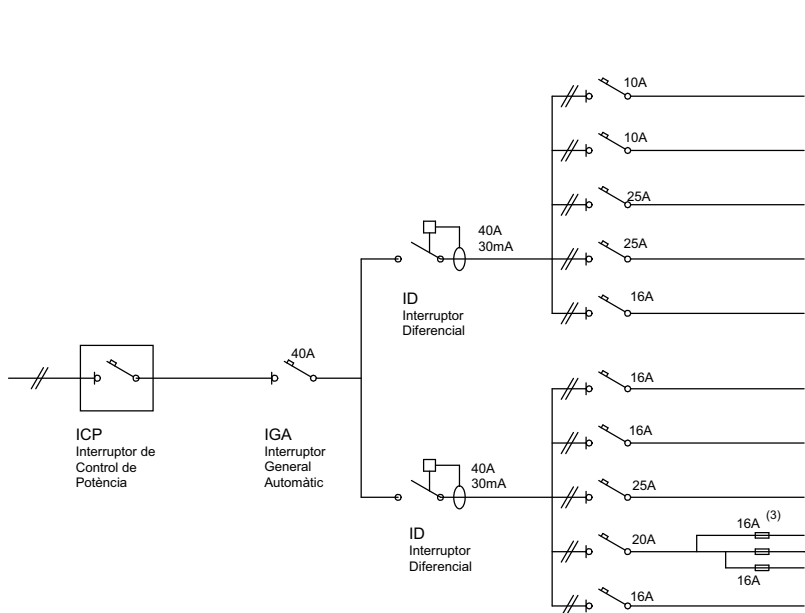 10A
10A
25A
40A
30mA
25A
ID
Interruptor
Diferencial
16A
40A
16A
ICP
Interruptor de
Control de
Potència
IGA
Interruptor
General
Automàtic
16A
40A
30mA
25A
ID
Interruptor
Diferencial
20A
16A (3)
16A
16A